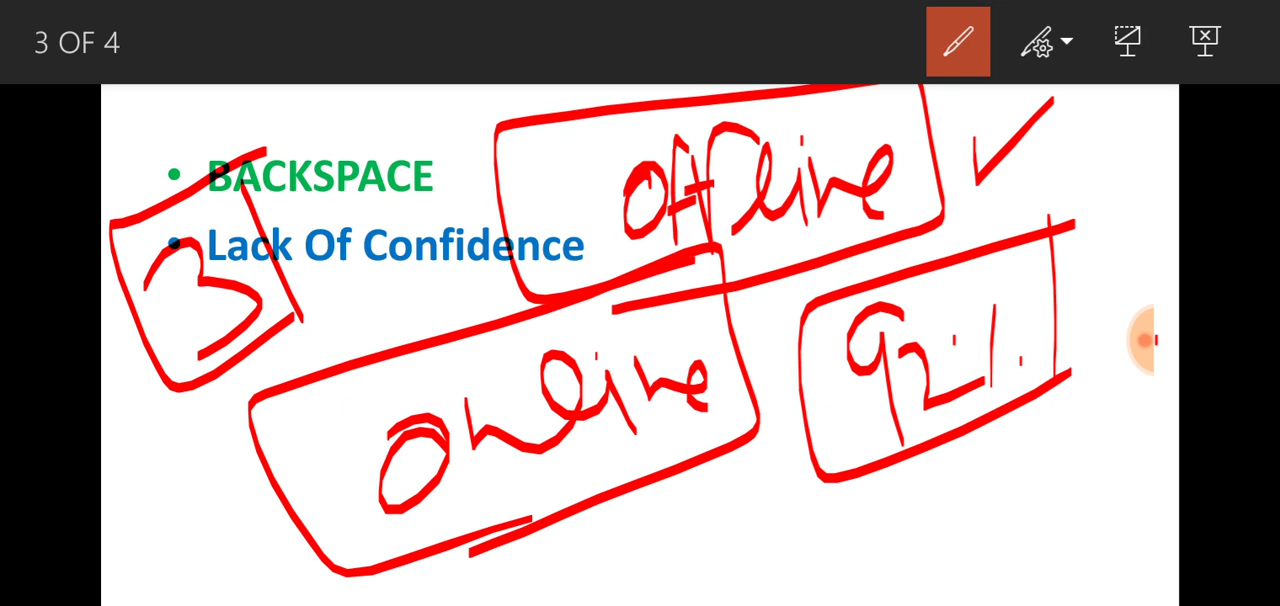 3 OF 4
• BACKSPACE
offline
• Lack Of Confidence
3
92%
online